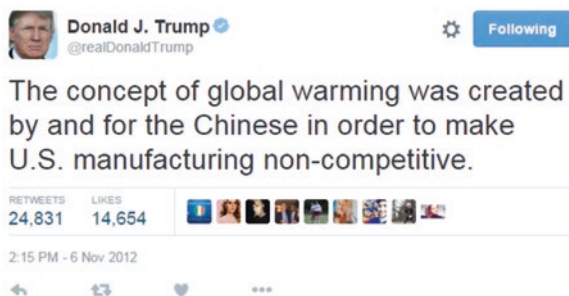 Donald J. Trump
@realDonaldTrump
Following
The concept of global warming was created
by and for the Chinese in order to make
U.S. manufacturing non-competitive.
RETWEETS LIKES
24,831 14,654
2:15 PM - 6 Nov 2012